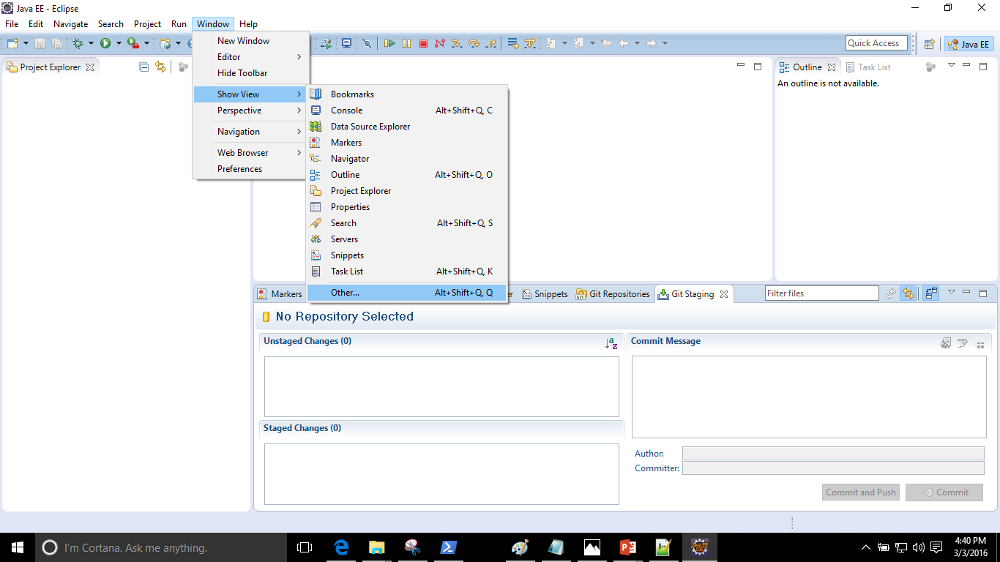 Java EE - Eclipse
File Edit Navigate Search Project Run Window Help
Quick Access
Java EE
New Window
Editor
Hide Toolbar
Show View
Perspective
Navigation
Web Browser
Preferences
Bookmarks
Console Alt+Shift+Q, C
Data Source Explorer
Markers
Navigator
Outline Alt+Shift+Q, O
Project Explorer
Properties
Search Alt+Shift+Q, S
Servers
Snippets
Task List Alt+Shift+Q, K
Other... Alt+Shift+Q, Q
Project Explorer
Outline Task List
An outline is not available.
Markers Snippets Git Repositories Git Staging Filter files
No Repository Selected
Unstaged Changes (0)
Staged Changes (0)
Commit Message
Author:
Committer:
Commit and Push Commit
I'm Cortana. Ask me anything.
4:40 PM
3/3/2016